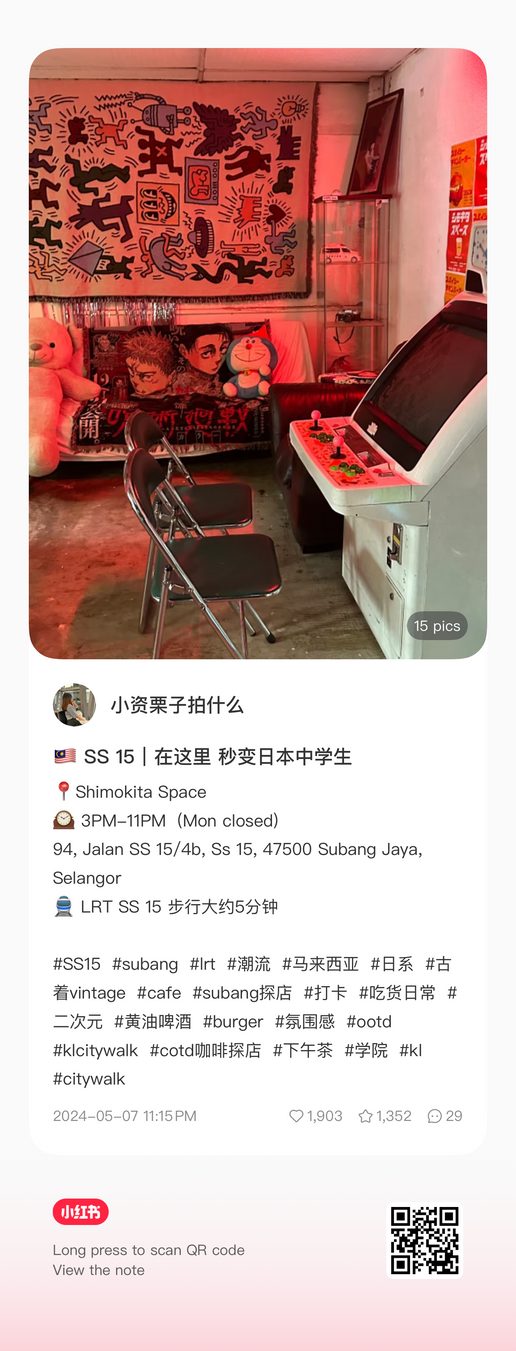 開
15 pics
小资栗子拍什么
🇲🇾 SS 15｜在这里 秒变日本中学生
📍Shimokita Space
🕰️ 3PM–11PM（Mon closed）
94, Jalan SS 15/4b, Ss 15, 47500 Subang Jaya,
Selangor
🚆 LRT SS 15 步行大约5分钟
#SS15 #subang #lrt #潮流 #马来西亚 #日系 #古
着vintage #cafe #subang探店 #打卡 #吃货日常 #
二次元 #黄油啤酒 #burger #氛围感 #ootd
#klcitywalk #cotd咖啡探店 #下午茶 #学院 #kl
#citywalk
2024–05–07 11:15PM
1,903
1,352
29
小红书
Long press to scan QR code
View the note